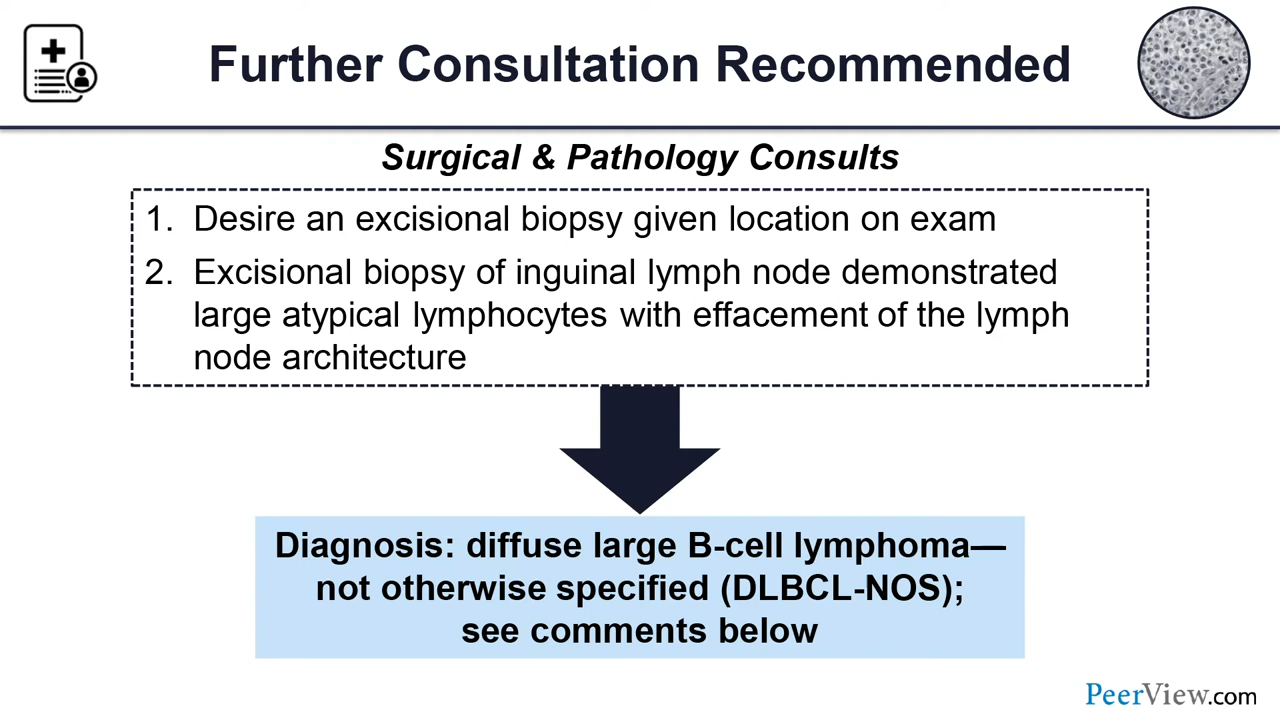 Further Consultation Recommended
Surgical & Pathology Consults
1. Desire an excisional biopsy given location on exam
2. Excisional biopsy of inguinal lymph node demonstrated
large atypical lymphocytes with effacement of the lymph
node architecture
Diagnosis: diffuse large B-cell lymphoma—
not otherwise specified (DLBCL-NOS);
see comments below
PeerView.com